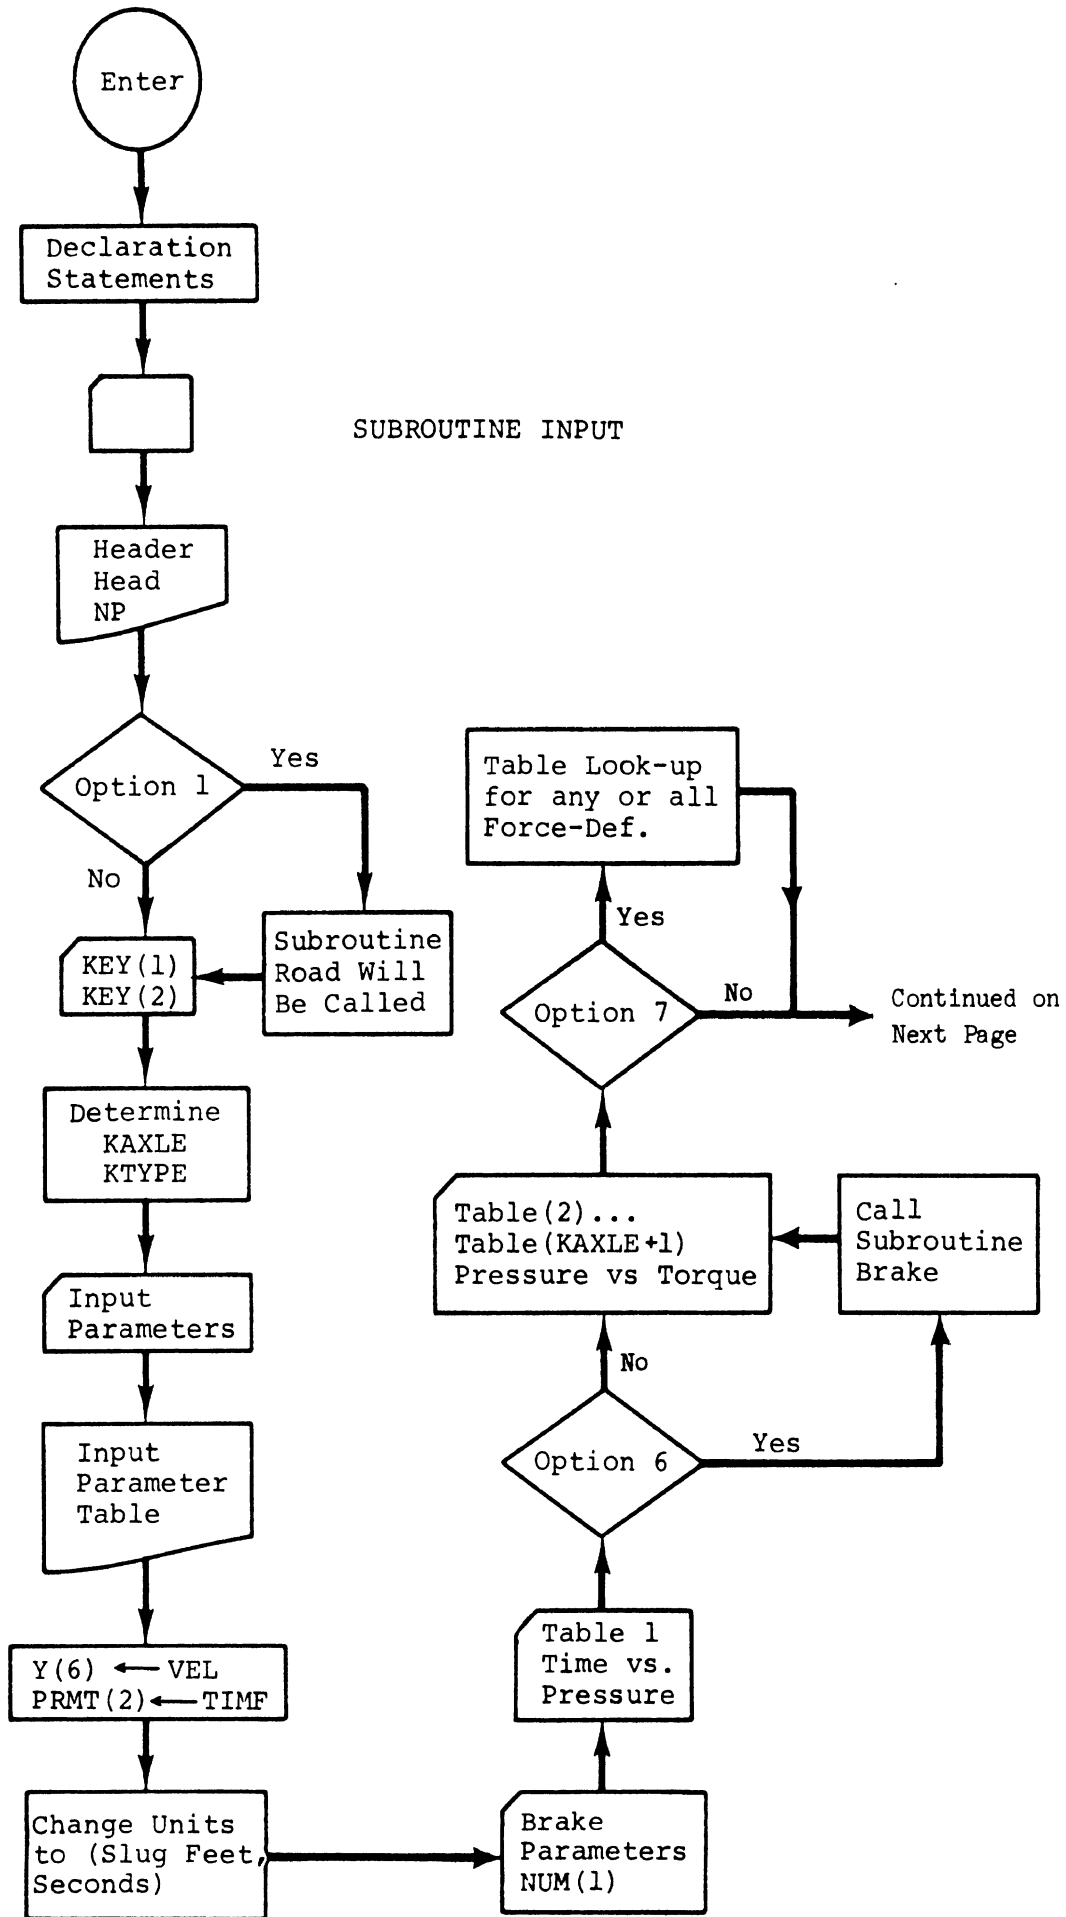 Enter
Declaration
Statements
SUBROUTINE INPUT
Header
Head
NP
Option 1
Yes
No
Subroutine
Road Will
Be Called
KEY(1)
KEY(2)
Determine
KAXLE
KTYPE
Input
Parameters
Input
Parameter
Table
Y(6) ← VEL
PRMT(2) ← TIMF
Change Units
to (Slug Feet,
Seconds)
Brake
Parameters
NUM(1)
Table 1
Time vs.
Pressure
Option 6
Yes
No
Call
Subroutine
Brake
Table(2)...
Table(KAXLE+1)
Pressure vs Torque
Option 7
Yes
No
Table Look-up
for any or all
Force-Def.
Continued on
Next Page